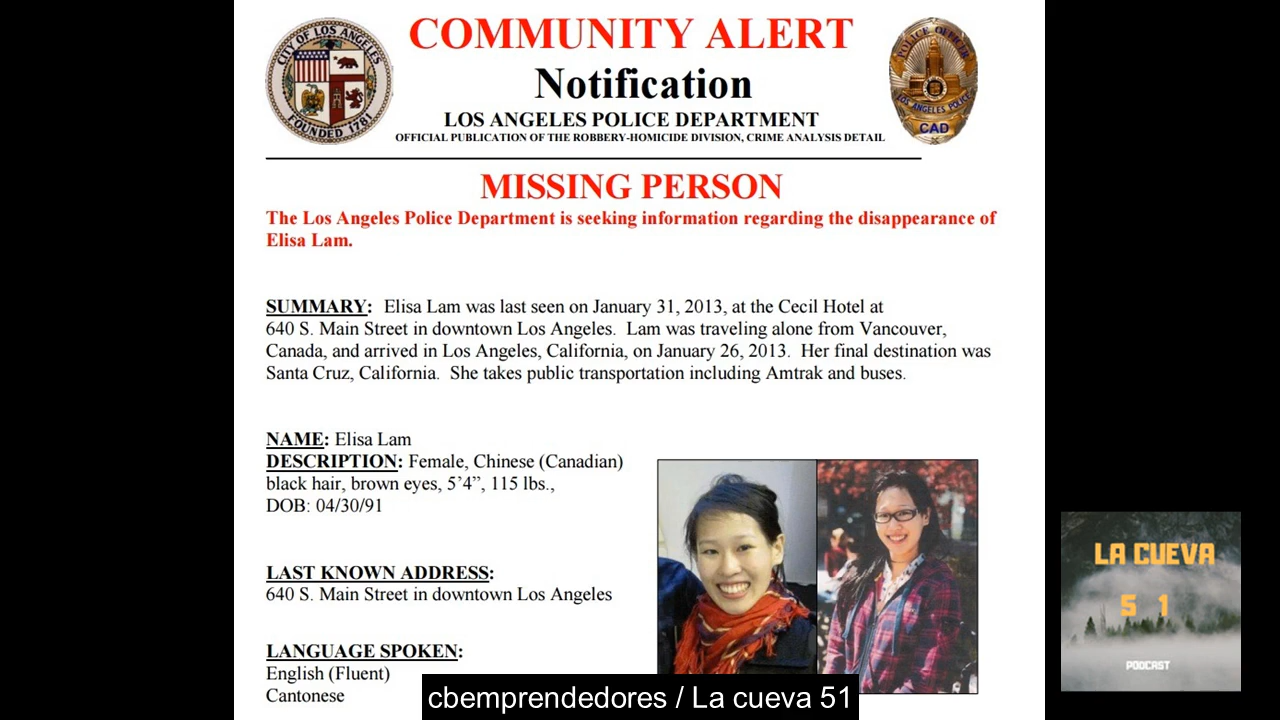 CITY OF LOS ANGELES
FOUNDED 1781
COMMUNITY ALERT
Notification
LOS ANGELES POLICE DEPARTMENT
OFFICIAL PUBLICATION OF THE ROBBERY-HOMICIDE DIVISION, CRIME ANALYSIS DETAIL
POLICE OFFICER
LOS ANGELES POLICE
CAD
MISSING PERSON
The Los Angeles Police Department is seeking information regarding the disappearance of
Elisa Lam.
SUMMARY: Elisa Lam was last seen on January 31, 2013, at the Cecil Hotel at
640 S. Main Street in downtown Los Angeles. Lam was traveling alone from Vancouver,
Canada, and arrived in Los Angeles, California, on January 26, 2013. Her final destination was
Santa Cruz, California. She takes public transportation including Amtrak and buses.
NAME: Elisa Lam
DESCRIPTION: Female, Chinese (Canadian)
black hair, brown eyes, 5’4”, 115 lbs.,
DOB: 04/30/91
LAST KNOWN ADDRESS:
640 S. Main Street in downtown Los Angeles
LANGUAGE SPOKEN:
English (Fluent)
Cantonese
LA CUEVA
5 1
PODCAST
cbemprendedores / La cueva 51